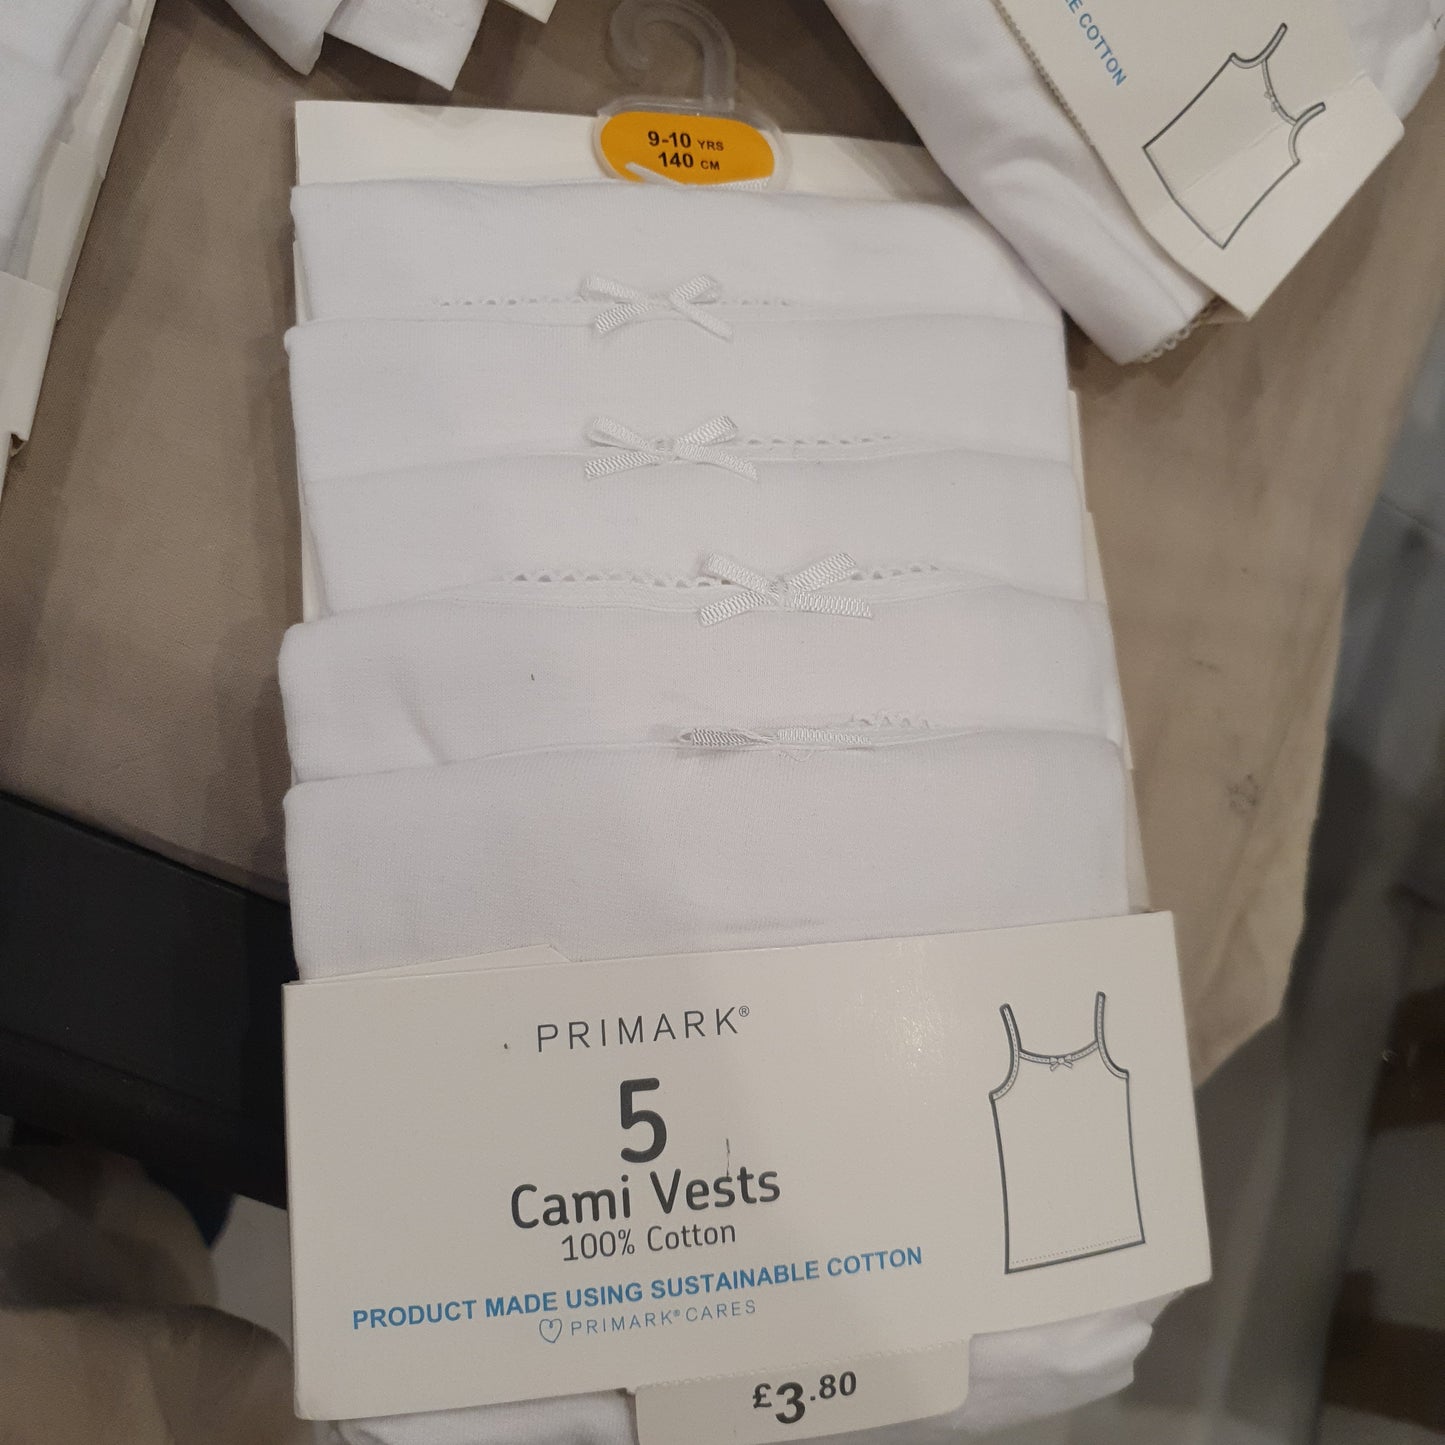 E COTTON
9-10 YRS
140 CM
PRIMARK®
5
Cami Vests
100% Cotton
PRODUCT MADE USING SUSTAINABLE COTTON
PRIMARK® CARES
£3.80